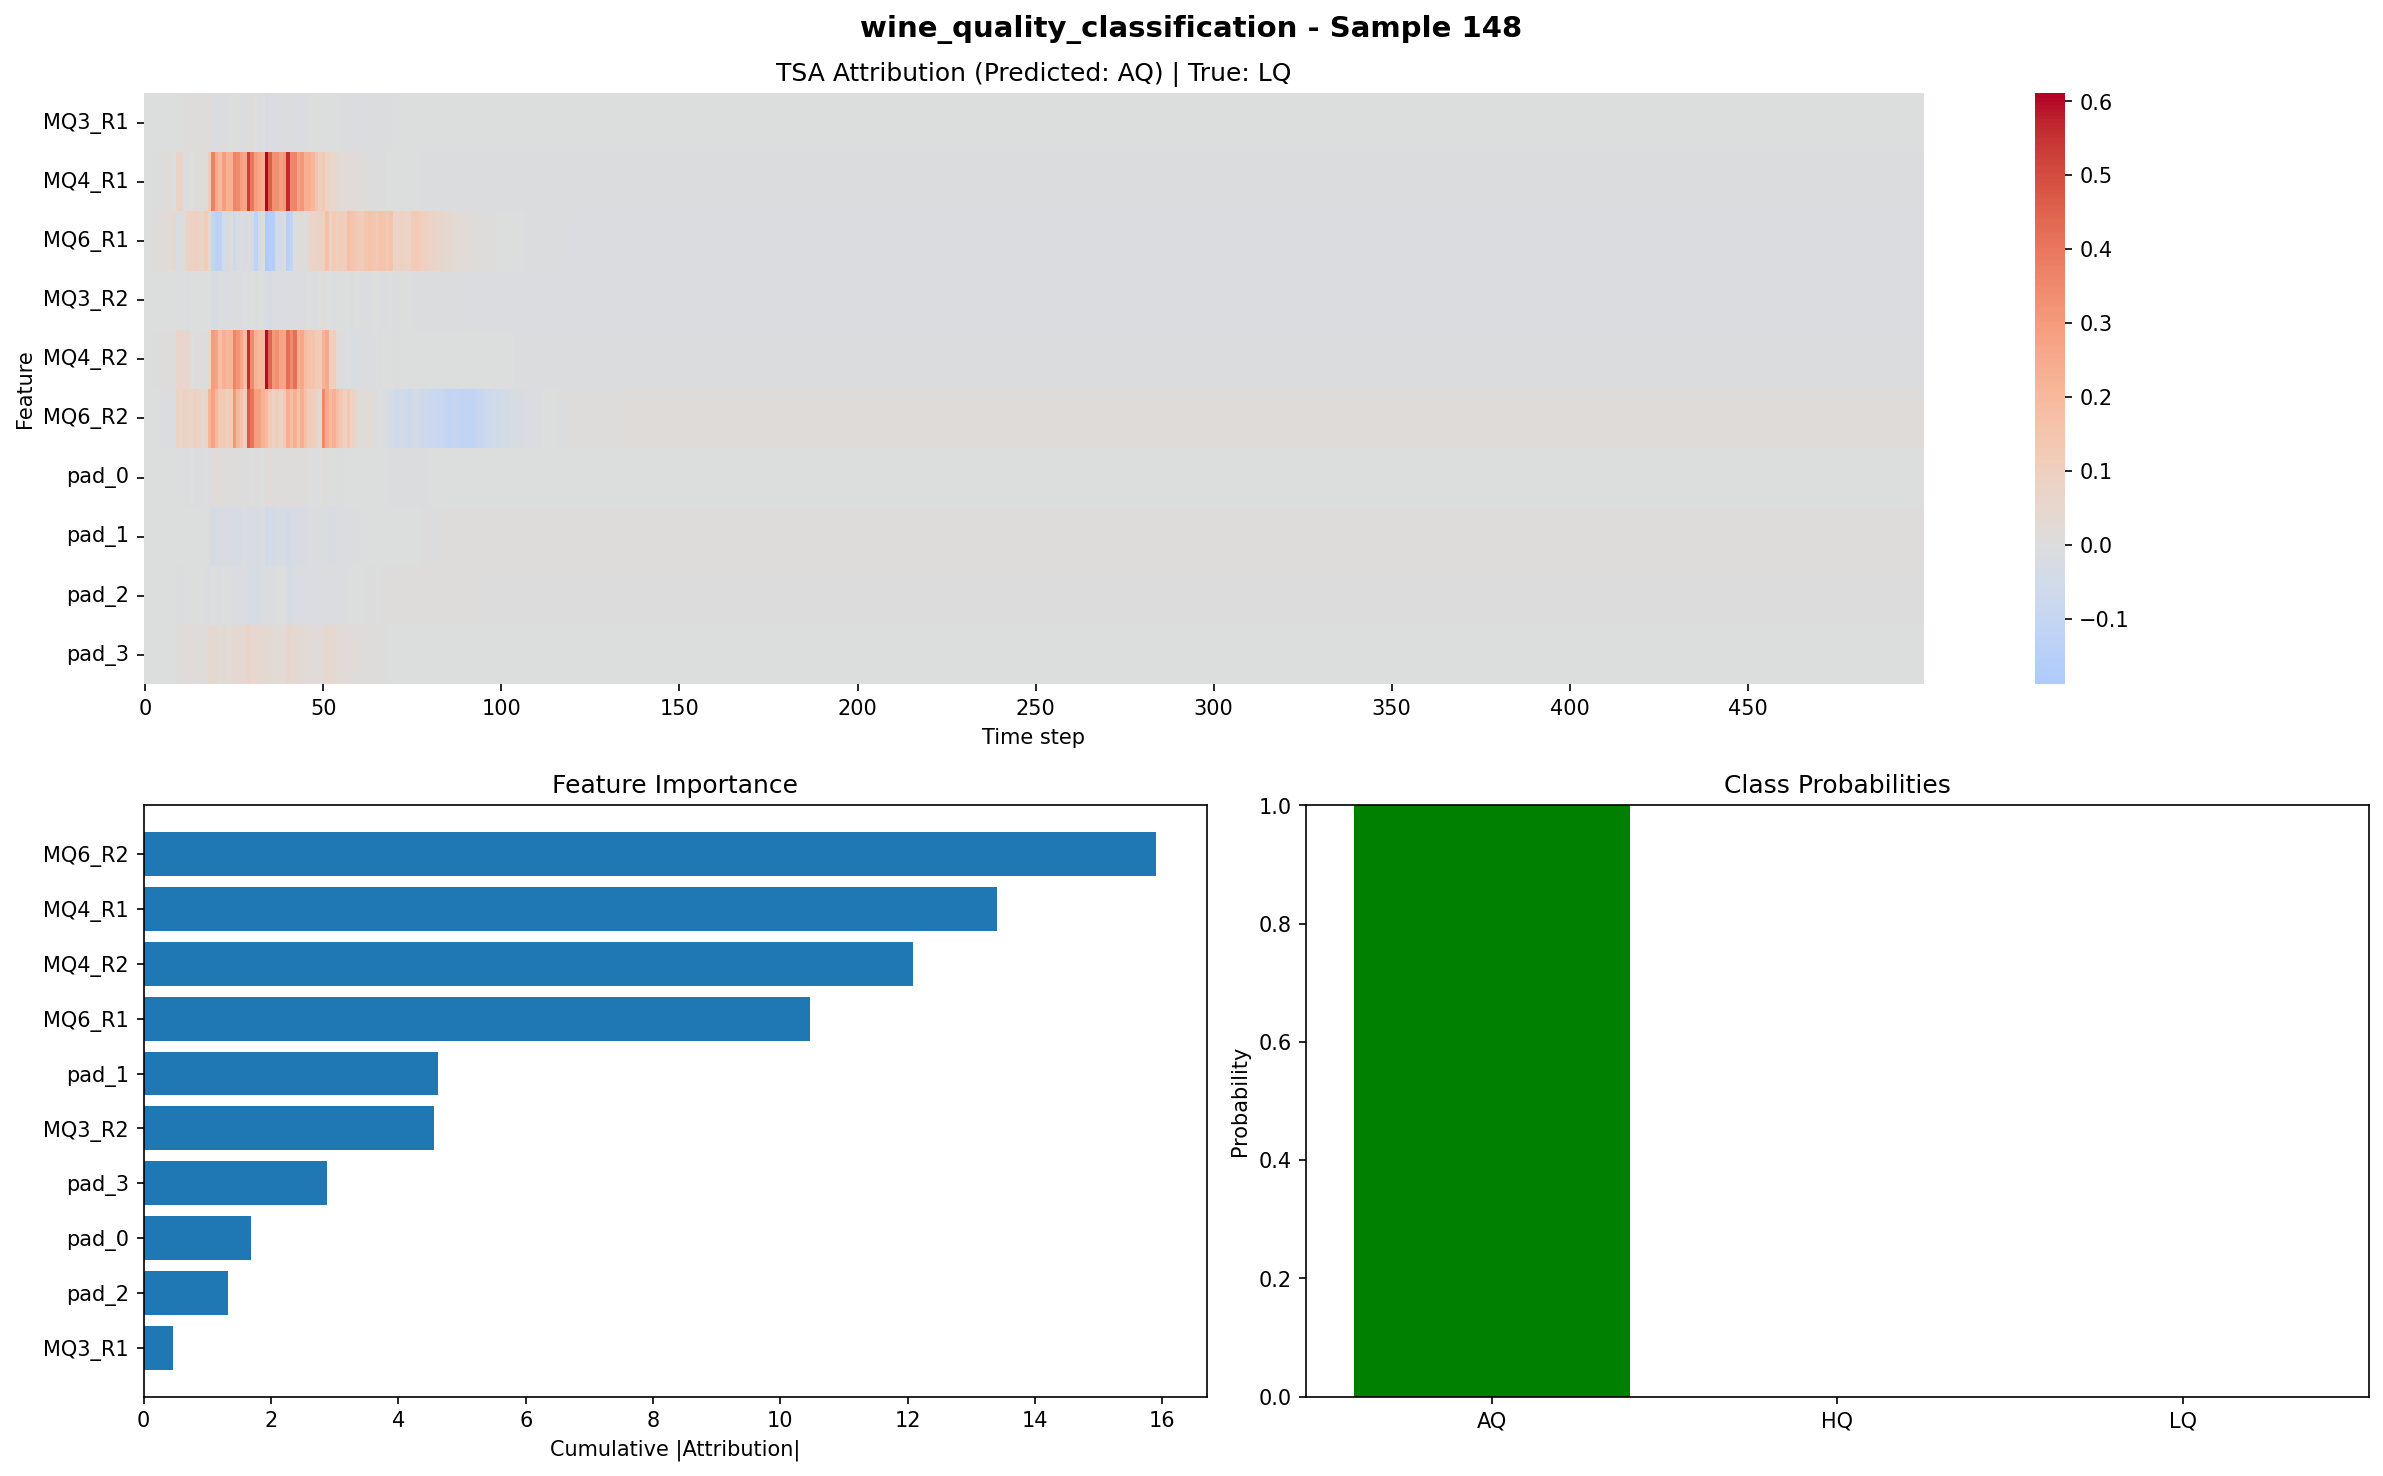 wine_quality_classification - Sample 148
TSA Attribution (Predicted: AQ) | True: LQ
Feature
MQ3_R1
MQ4_R1
MQ6_R1
MQ3_R2
MQ4_R2
MQ6_R2
pad_0
pad_1
pad_2
pad_3
0 50 100 150 200 250 300 350 400 450
Time step
0.6
0.5
0.4
0.3
0.2
0.1
0.0
−0.1
Feature Importance
MQ6_R2
MQ4_R1
MQ4_R2
MQ6_R1
pad_1
MQ3_R2
pad_3
pad_0
pad_2
MQ3_R1
0 2 4 6 8 10 12 14 16
Cumulative |Attribution|
Class Probabilities
Probability
1.0
0.8
0.6
0.4
0.2
0.0
AQ HQ LQ